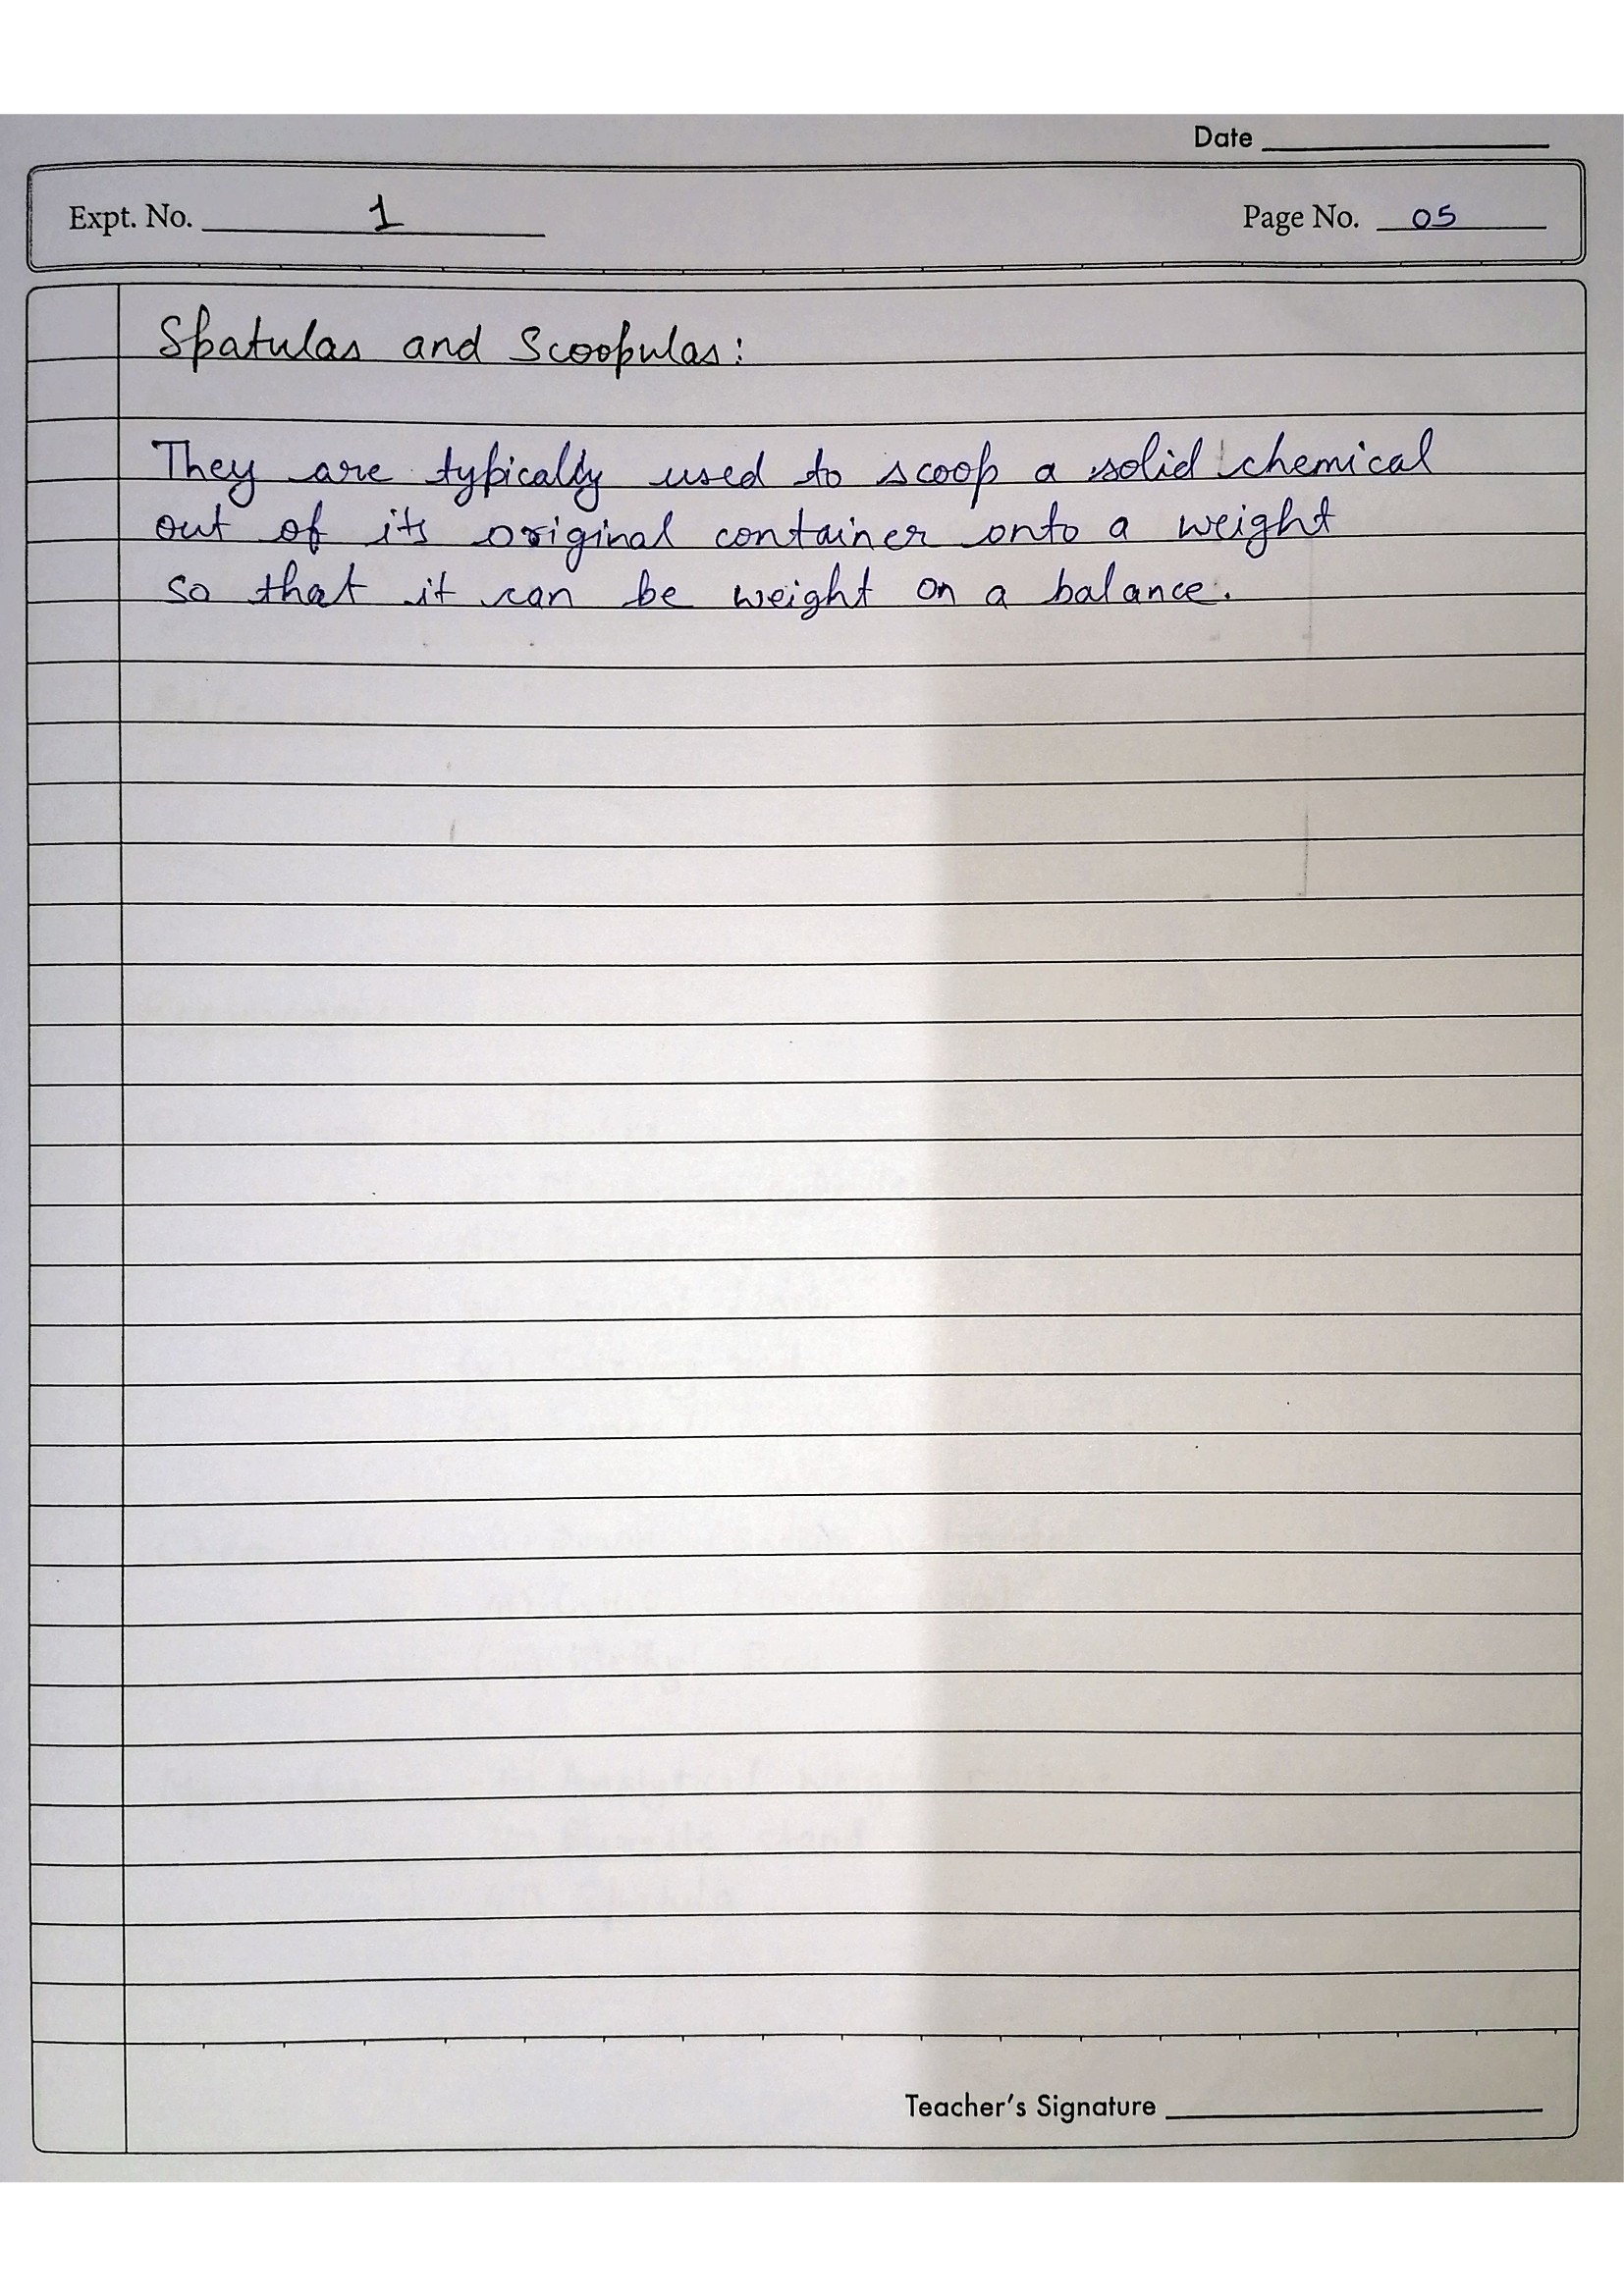 Date
Expt. No. 1
Page No. 05
Spatulas and Scoopulas:
They are typically used to scoop a solid chemical
out of its original container onto a weight
so that it can be weight on a balance.
Teacher's Signature